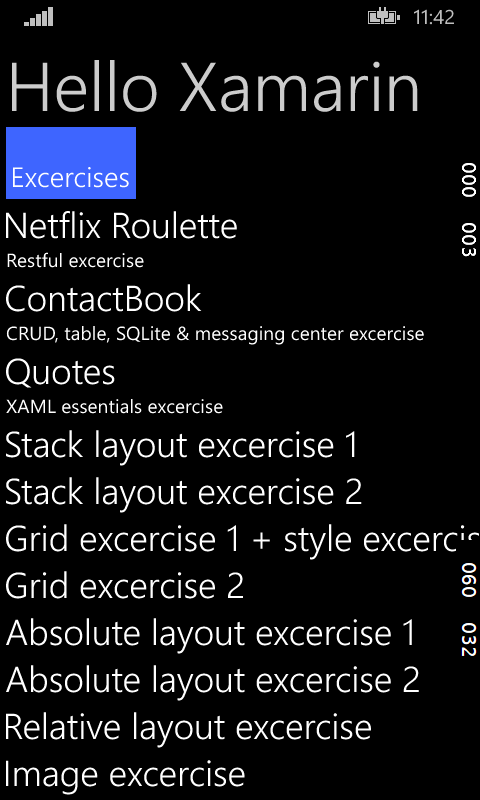 11:42
Hello Xamarin
Excercises
000
003
Netflix Roulette
Restful excercise
ContactBook
CRUD, table, SQLite & messaging center excercise
Quotes
XAML essentials excercise
Stack layout excercise 1
Stack layout excercise 2
Grid excercise 1 + style excercis
Grid excercise 2
060
Absolute layout excercise 1
032
Absolute layout excercise 2
Relative layout excercise
Image excercise